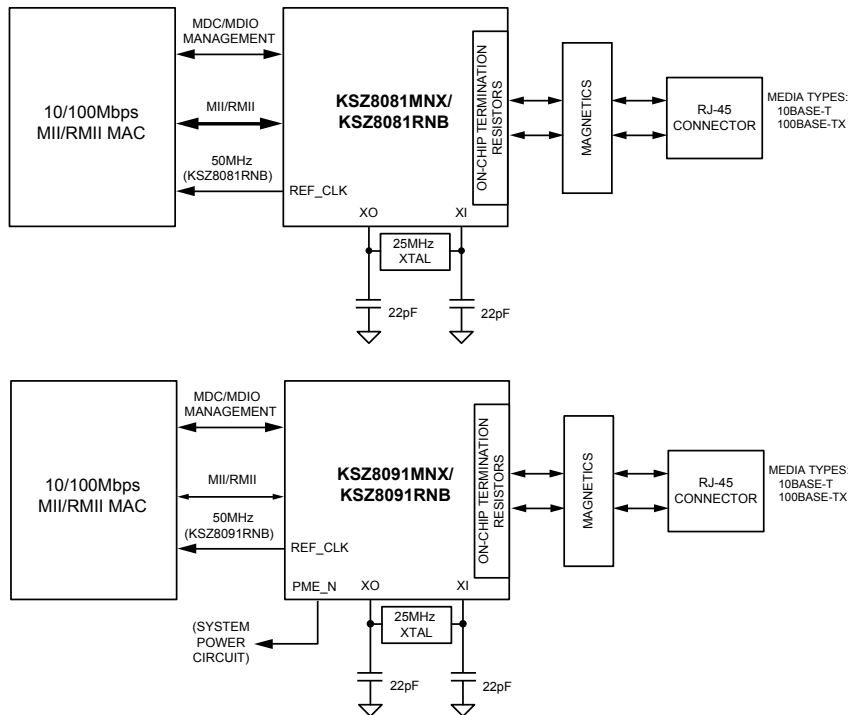 MDC/MDIO
MANAGEMENT
10/100Mbps
MII/RMII MAC
MII/RMII
50MHz
(KSZ8081RNB)
KSZ8081MNX/
KSZ8081RNB
REF_CLK
XO
XI
ON-CHIP TERMINATION
RESISTORS
MAGNETICS
RJ-45
CONNECTOR
MEDIA TYPES:
10BASE-T
100BASE-TX
25MHz
XTAL
22pF
22pF
MDC/MDIO
MANAGEMENT
10/100Mbps
MII/RMII MAC
MII/RMII
50MHz
(KSZ8091RNB)
KSZ8091MNX/
KSZ8091RNB
REF_CLK
PME_N
XO
XI
ON-CHIP TERMINATION
RESISTORS
MAGNETICS
RJ-45
CONNECTOR
MEDIA TYPES:
10BASE-T
100BASE-TX
25MHz
XTAL
(SYSTEM
POWER
CIRCUIT)
22pF
22pF